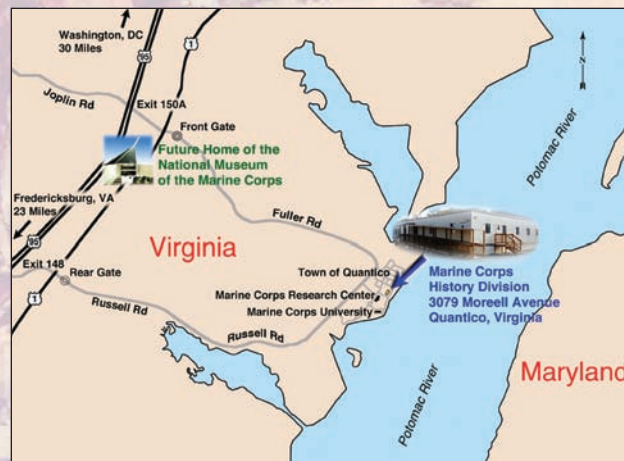 Washington, DC
30 Miles
1
95
Joplin Rd
Exit 150A
Front Gate
Future Home of the
National Museum
of the Marine Corps
Potomac River
N
Fredericksburg, VA
23 Miles
Fuller Rd
Virginia
95
Exit 148
Rear Gate
1
Russell Rd
Town of Quantico
Marine Corps Research Center
Marine Corps University
Russell Rd
Marine Corps
History Division
3079 Moreell Avenue
Quantico, Virginia
Maryland
Potomac River